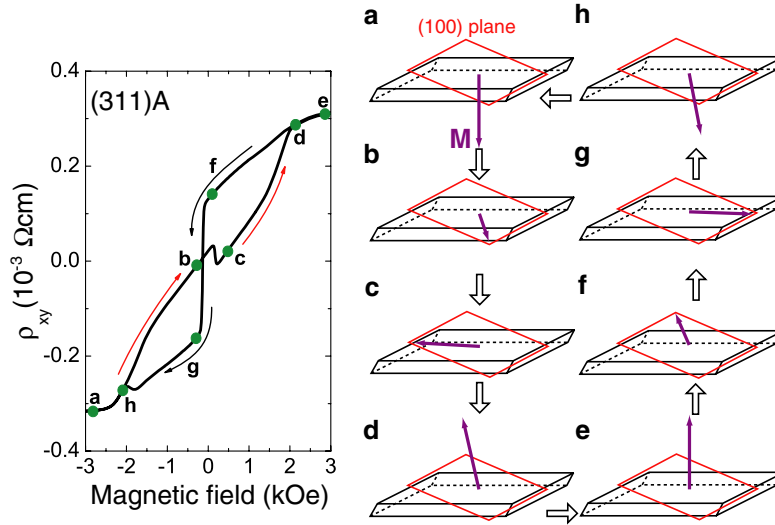 (311)A
0.4
0.2
0.0
-0.2
-0.4
-3
-2
-1
0
1
2
3
ρxy (10⁻³ Ωcm)
Magnetic field (kOe)
a
b
c
d
e
f
g
h
a
(100) plane
M
b
c
d
h
g
f
e